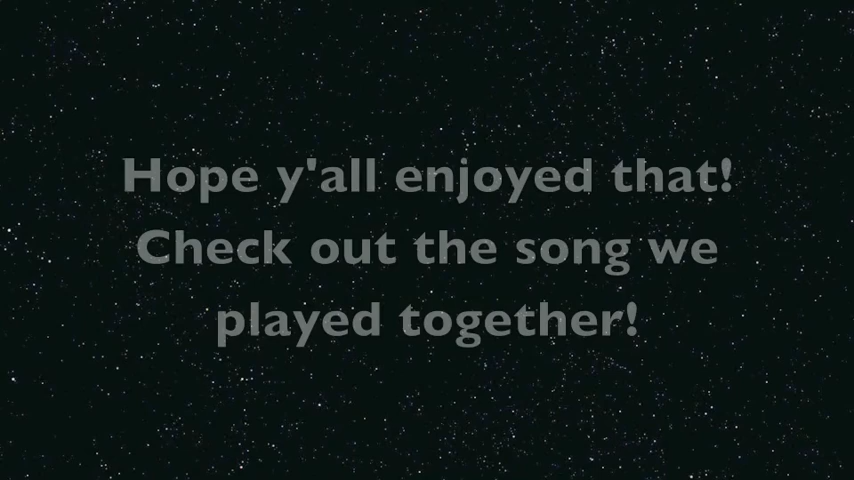 Hope y'all enjoyed that!
Check out the song we
played together!